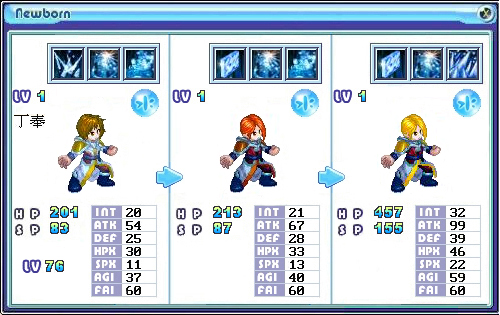 Newborn
LV 1
丁奉
HP 201
SP 83
LV 76
INT 20
ATK 54
DEF 25
HPX 30
SPX 11
AGI 37
FAI 60
LV 1
HP 213
SP 87
INT 21
ATK 67
DEF 28
HPX 33
SPX 13
AGI 40
FAI 60
LV 1
HP 457
SP 155
INT 32
ATK 99
DEF 39
HPX 46
SPX 22
AGI 59
FAI 60